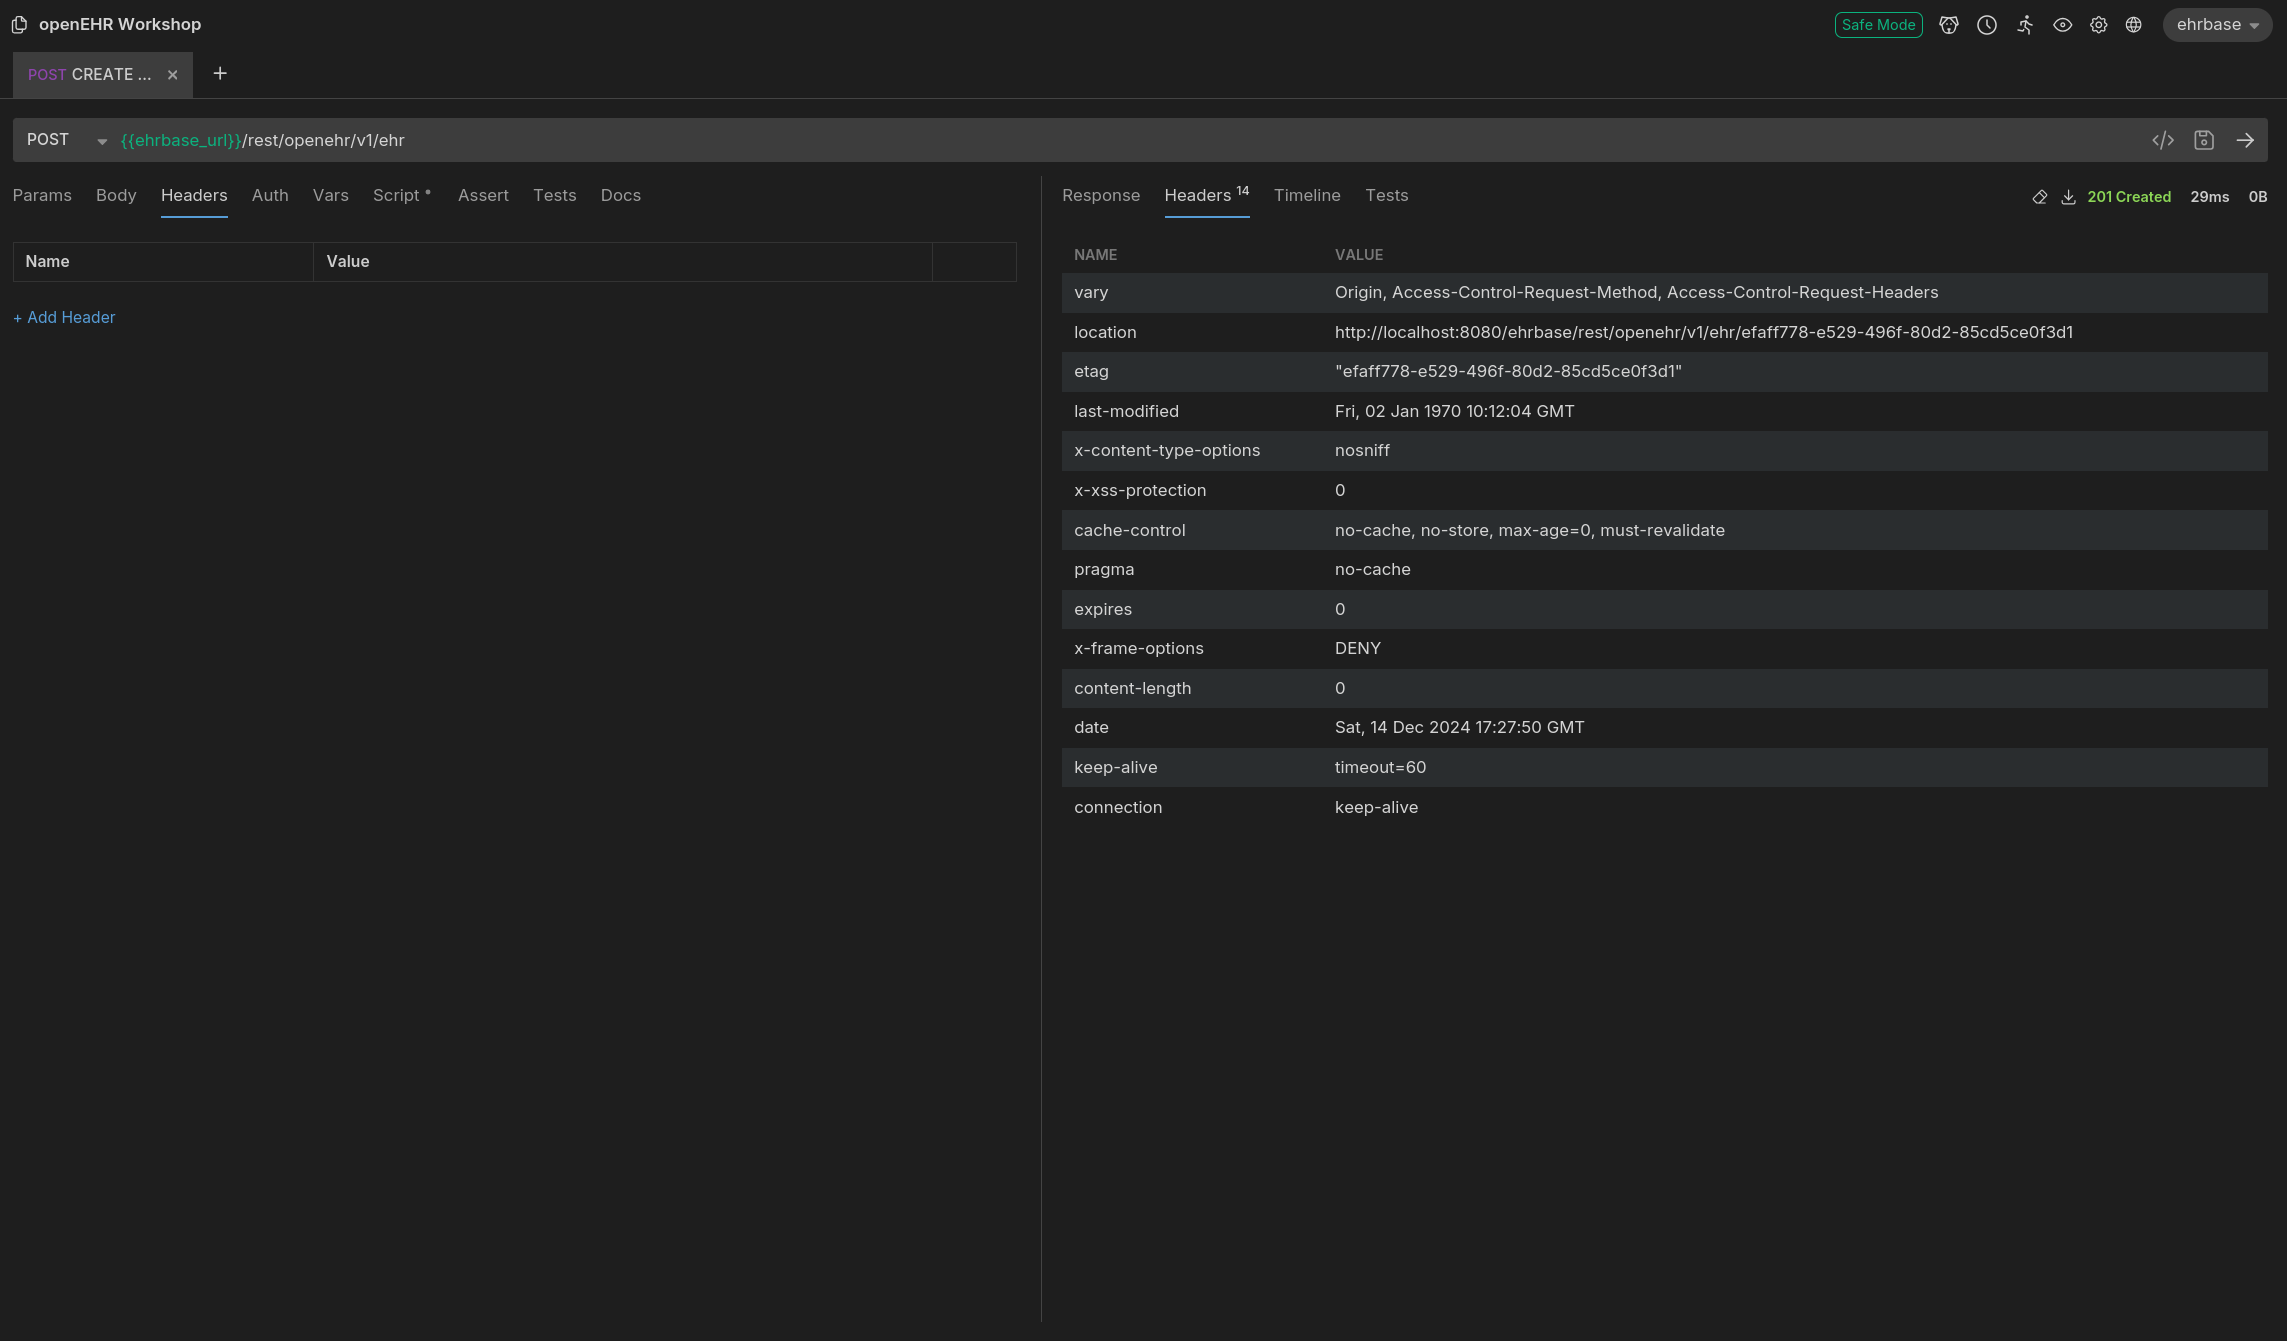 openEHR Workshop
Safe Mode
ehrbase
POST CREATE ...
POST {{ehrbase_url}}/rest/openehr/v1/ehr
Params Body Headers Auth Vars Script Assert Tests Docs
Name Value
+ Add Header
Response Headers 14 Timeline Tests
201 Created 29ms 0B
NAME VALUE
vary Origin, Access-Control-Request-Method, Access-Control-Request-Headers
location http://localhost:8080/ehrbase/rest/openehr/v1/ehr/efaff778-e529-496f-80d2-85cd5ce0f3d1
etag "efaff778-e529-496f-80d2-85cd5ce0f3d1"
last-modified Fri, 02 Jan 1970 10:12:04 GMT
x-content-type-options nosniff
x-xss-protection 0
cache-control no-cache, no-store, max-age=0, must-revalidate
pragma no-cache
expires 0
x-frame-options DENY
content-length 0
date Sat, 14 Dec 2024 17:27:50 GMT
keep-alive timeout=60
connection keep-alive